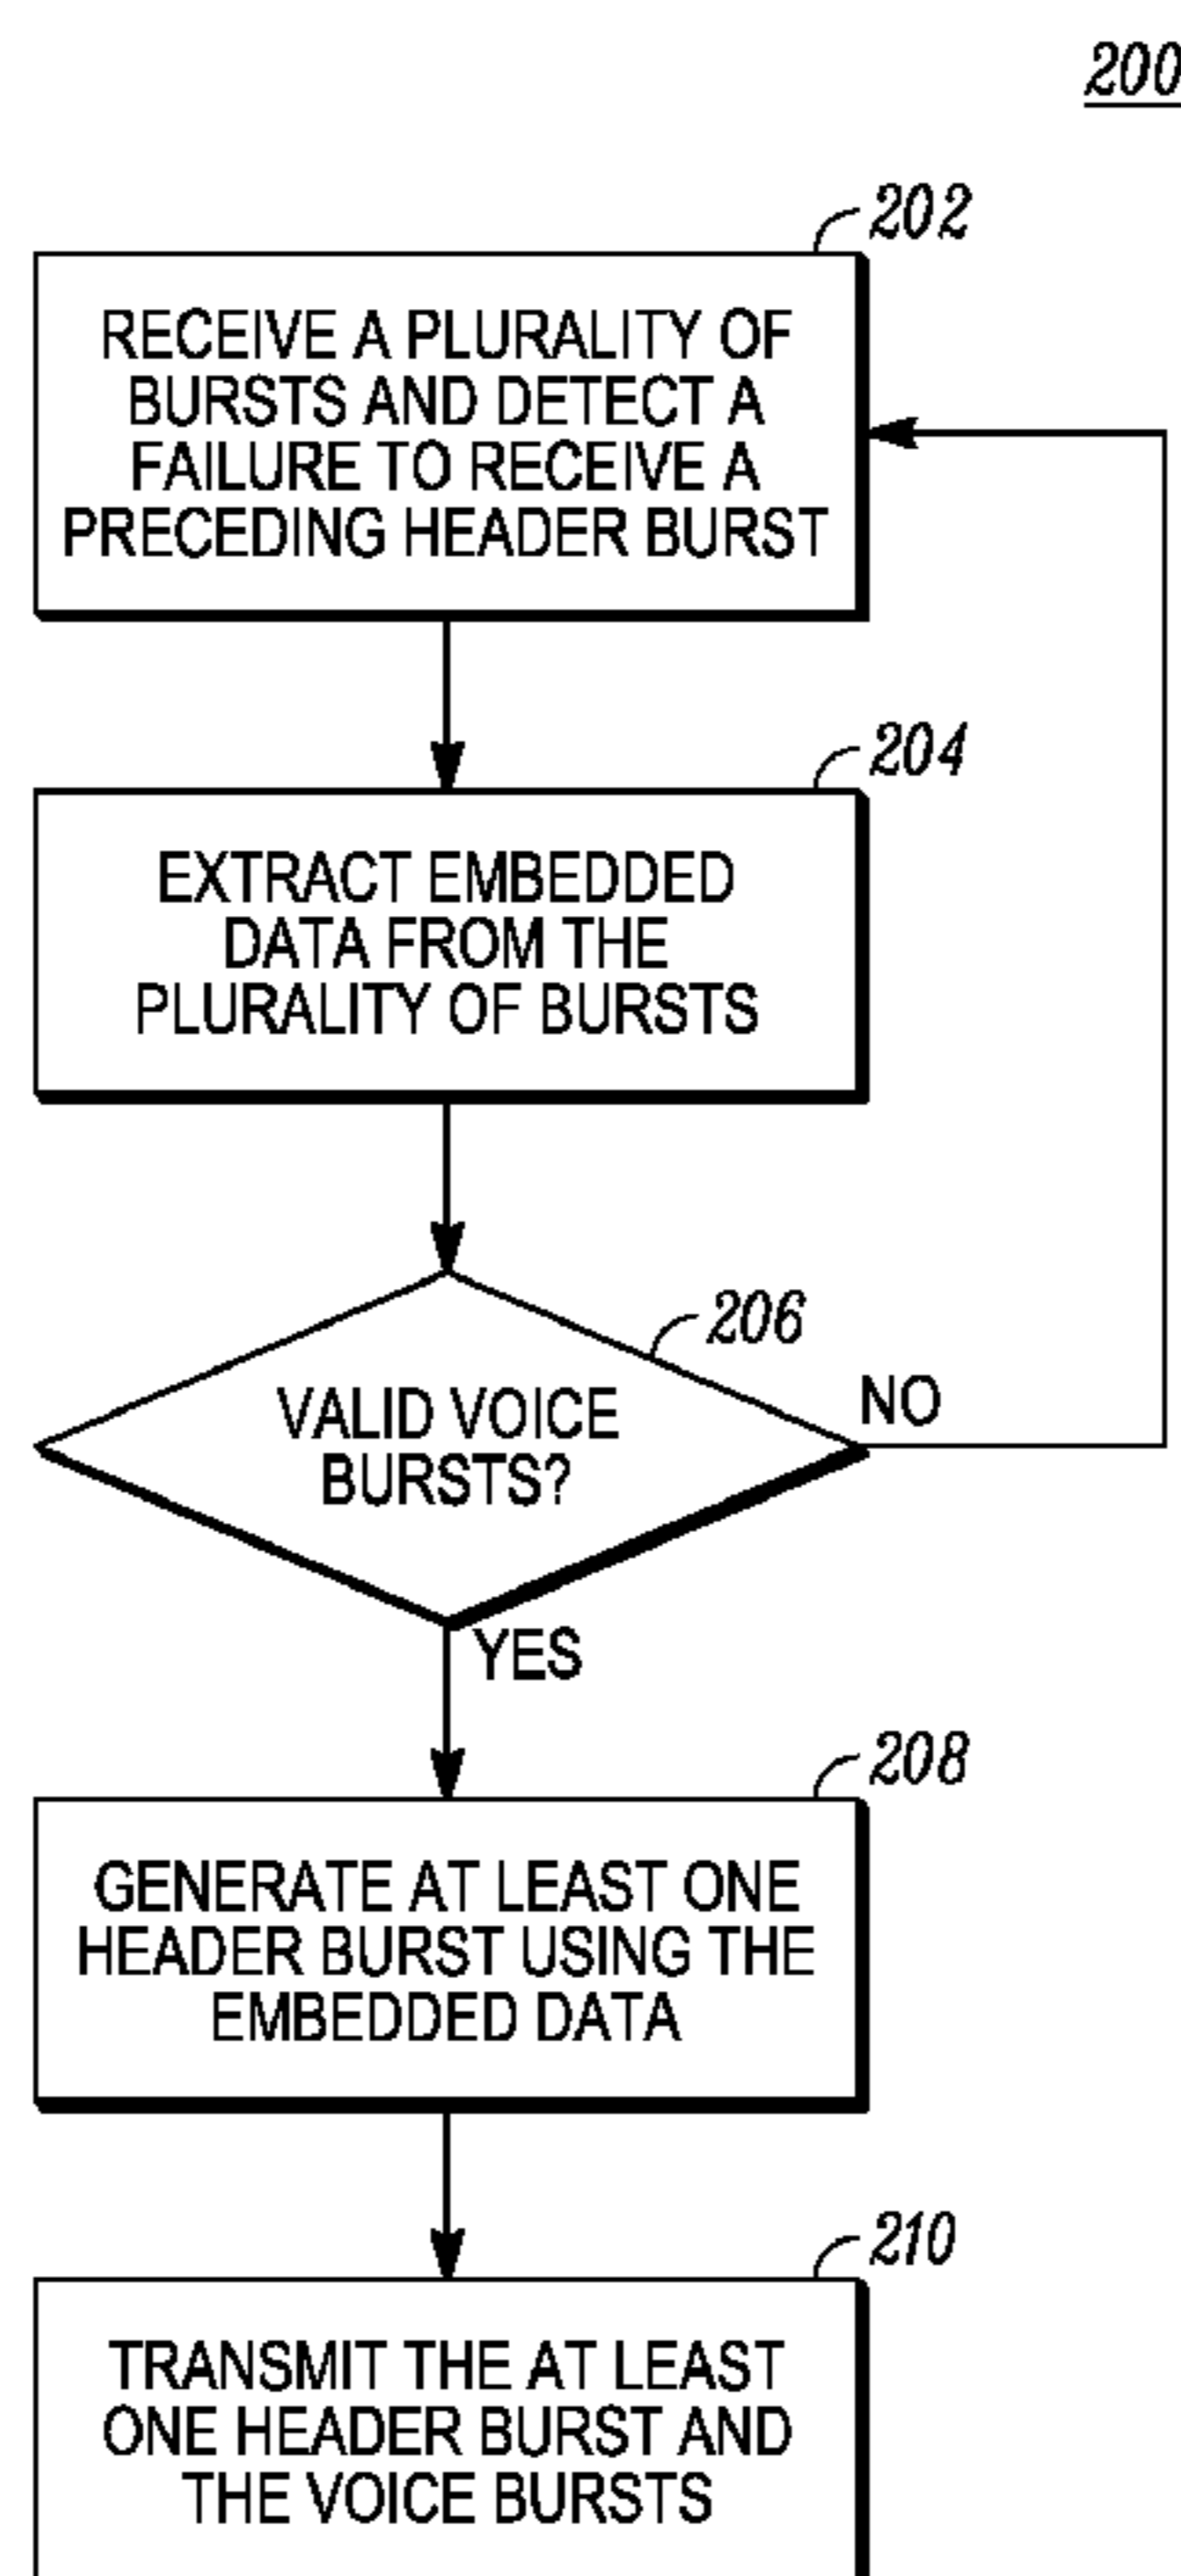 200
202
RECEIVE A PLURALITY OF
BURSTS AND DETECT A
FAILURE TO RECEIVE A
PRECEDING HEADER BURST
204
EXTRACT EMBEDDED
DATA FROM THE
PLURALITY OF BURSTS
206
VALID VOICE
BURSTS?
NO
YES
208
GENERATE AT LEAST ONE
HEADER BURST USING THE
EMBEDDED DATA
210
TRANSMIT THE AT LEAST
ONE HEADER BURST AND
THE VOICE BURSTS